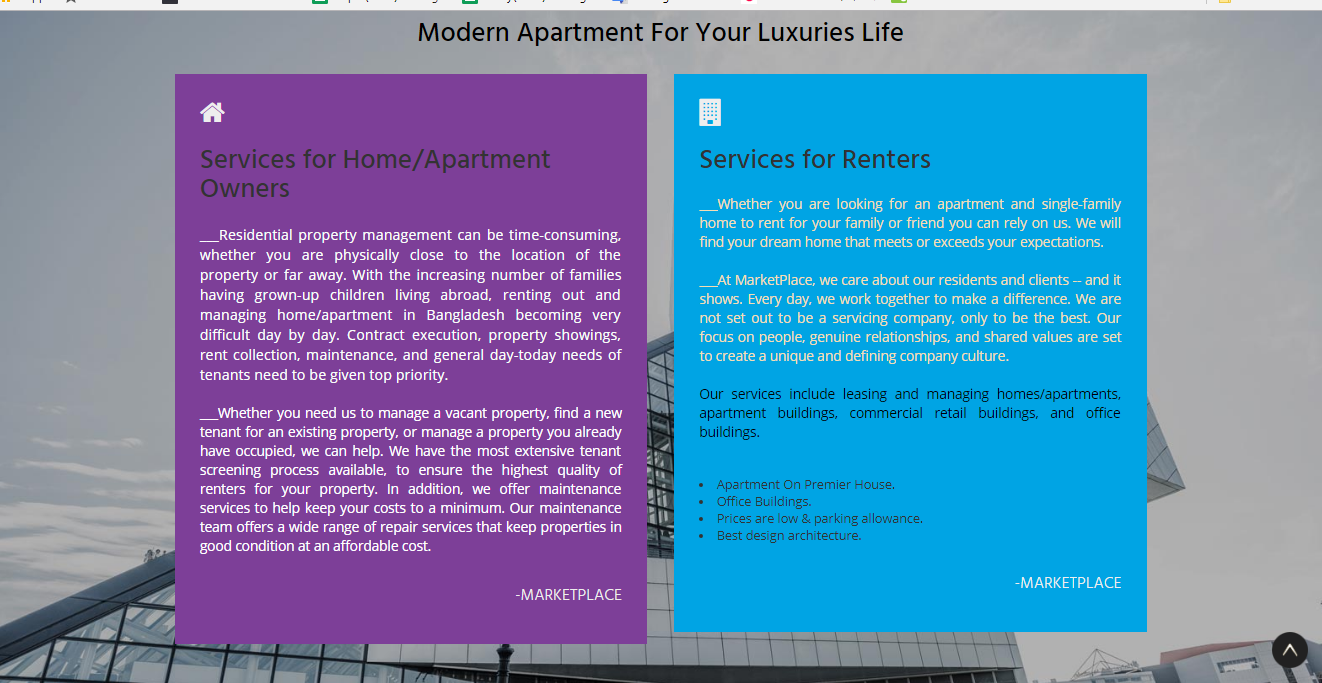 Modern Apartment For Your Luxuries Life
Services for Home/Apartment
Owners
___Residential property management can be time-consuming,
whether you are physically close to the location of the
property or far away. With the increasing number of families
having grown-up children living abroad, renting out and
managing home/apartment in Bangladesh becoming very
difficult day by day. Contract execution, property showings,
rent collection, maintenance, and general day-today needs of
tenants need to be given top priority.
___Whether you need us to manage a vacant property, find a new
tenant for an existing property, or manage a property you already
have occupied, we can help. We have the most extensive tenant
screening process available, to ensure the highest quality of
renters for your property. In addition, we offer maintenance
services to help keep your costs to a minimum. Our maintenance
team offers a wide range of repair services that keep properties in
good condition at an affordable cost.
-MARKETPLACE
Services for Renters
___Whether you are looking for an apartment and single-family
home to rent for your family or friend you can rely on us. We will
find your dream home that meets or exceeds your expectations.
___At MarketPlace, we care about our residents and clients -- and it
shows. Every day, we work together to make a difference. We are
not set out to be a servicing company, only to be the best. Our
focus on people, genuine relationships, and shared values are set
to create a unique and defining company culture.
Our services include leasing and managing homes/apartments,
apartment buildings, commercial retail buildings, and office
buildings.
• Apartment On Premier House.
• Office Buildings.
• Prices are low & parking allowance.
• Best design architecture.
-MARKETPLACE